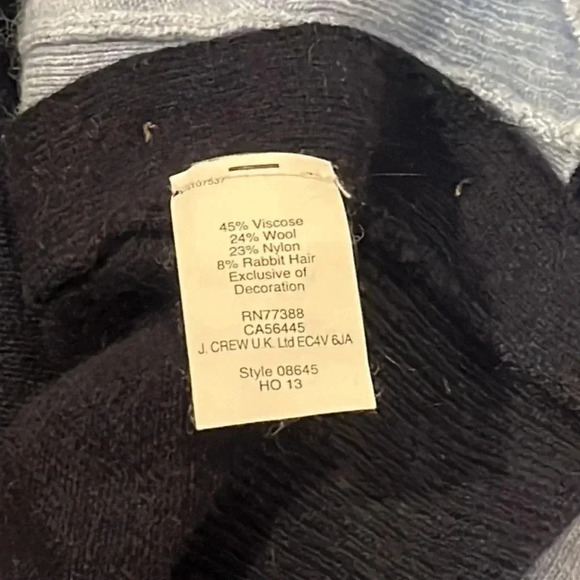 45% Viscose
24% Wool
23% Nylon
8% Rabbit Hair
Exclusive of
Decoration
RN77388
CA56445
J. CREW U.K. Ltd EC4V 6JA
Style 08645
HO 13